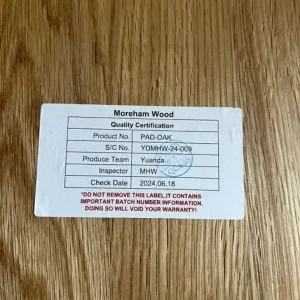 Moreham Wood
Quality Certification
Product No. PAD-OAK
S/C No. YDMHW-24-009
Produce Team Yuanda
Inspector MHW
Check Date 2024,06,18
*DO NOT REMOVE THIS LABEL,IT CONTAINS
IMPORTANT BATCH NUMBER INFORMATION,
DOING SO WILL VOID YOUR WARRANTY!